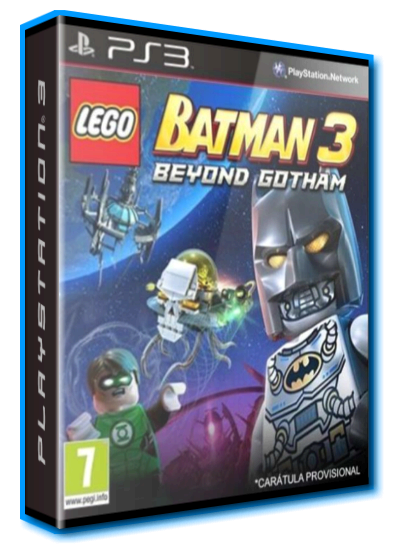 PS3
PlayStation Network
LEGO
BATMAN 3
BEYOND GOTHAM
PLAYSTATION 3
7
www.pegi.info
*CARÁTULA PROVISIONAL